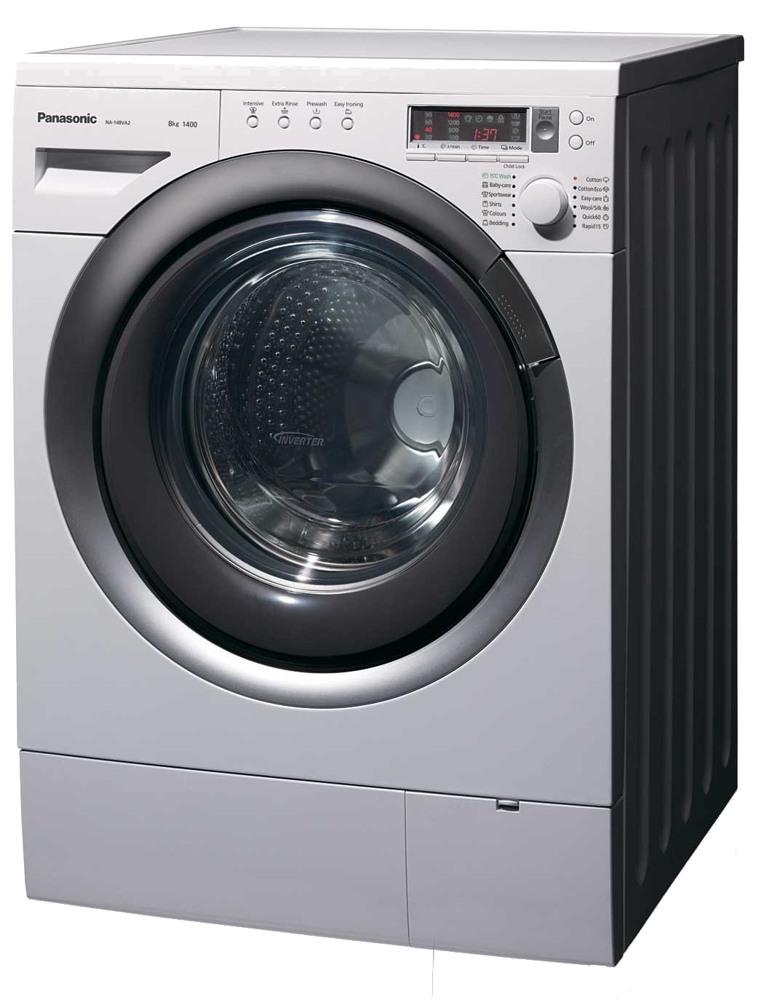 Panasonic NA-148VA2 8kg 1400
Intensive Extra Rinse Prewash Easy Ironing
90 1400
60 1200
40 800 1:37
30 500
°C r/min Time Mode
Child Lock
Start
Pause
On
Off
15°C Wash
Baby-care
Sportswear
Shirts
Colours
Bedding
Cotton
Cotton-Eco
Easy-care
Wool/Silk
Quick60
Rapid15
INVERTER